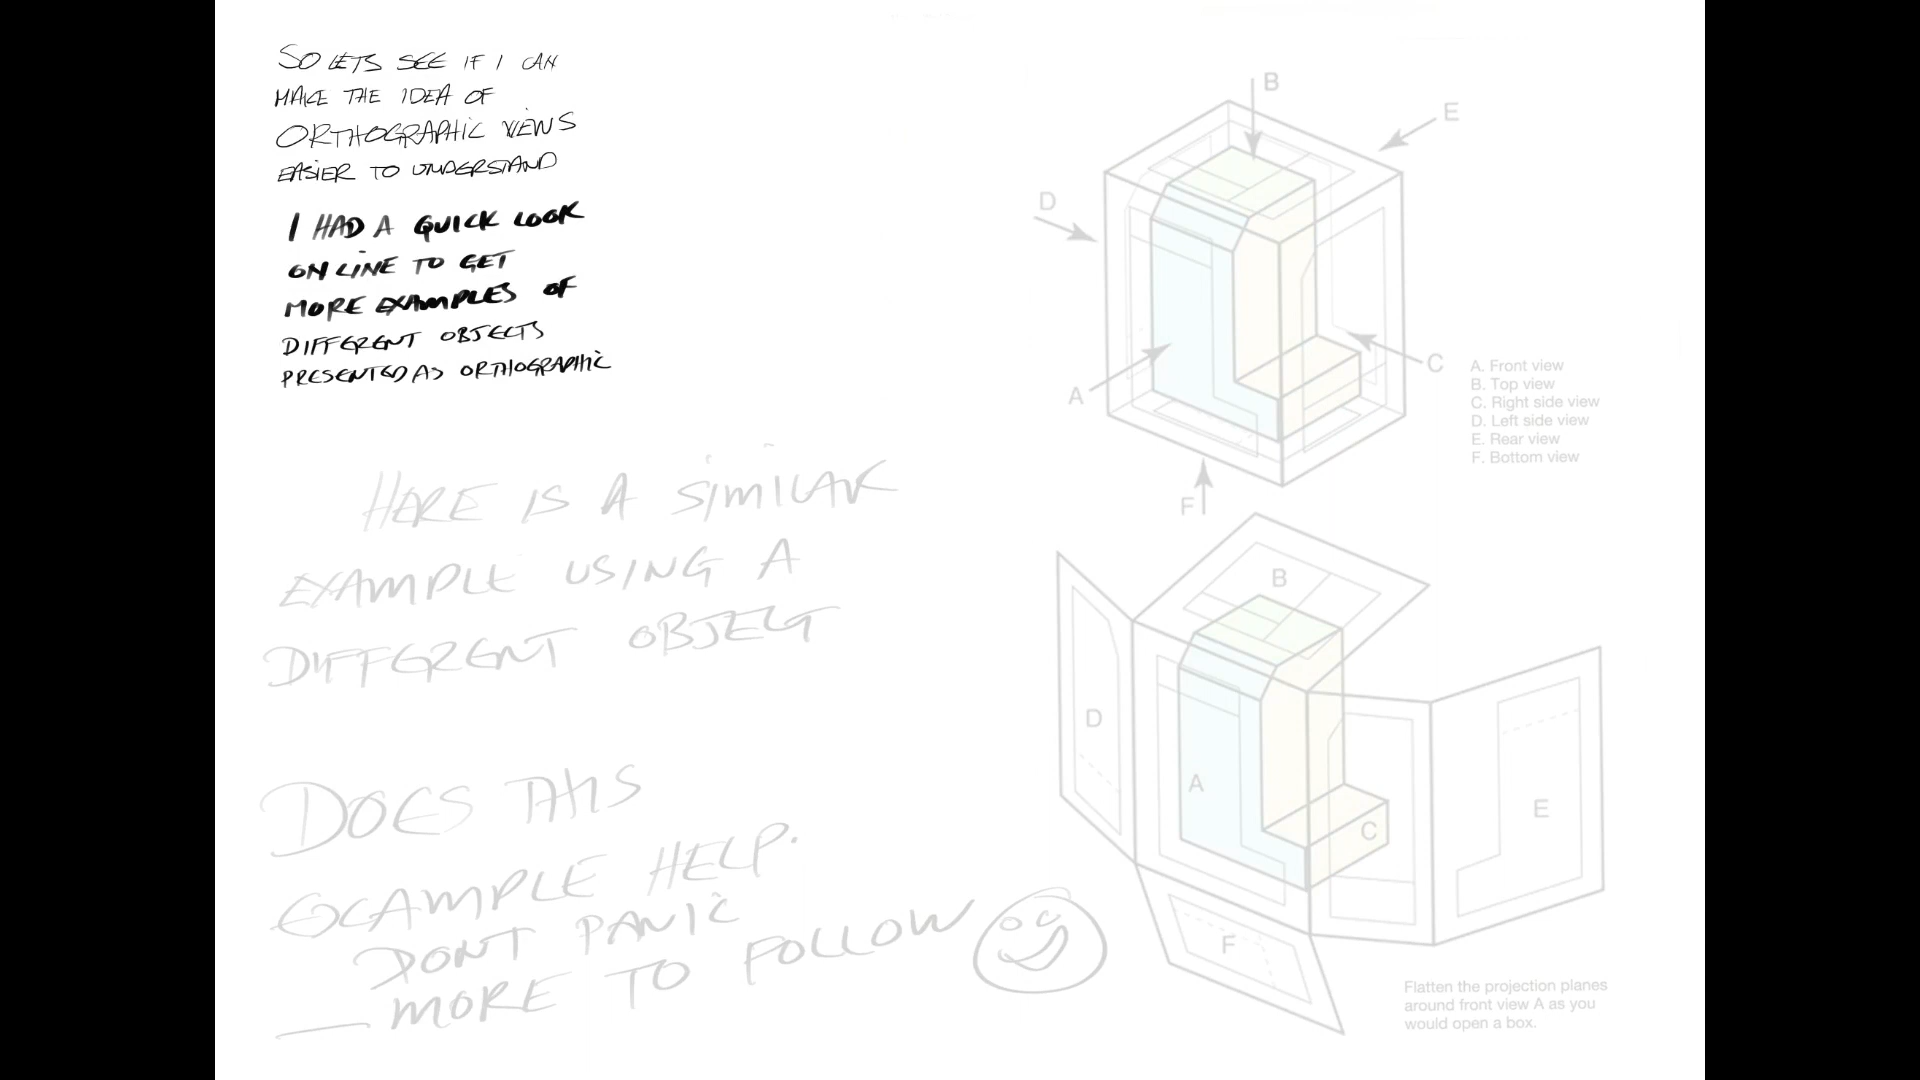 SO LETS SEE IF I CAN
MAKE THE IDEA OF
ORTHOGRAPHIC VIEWS
EASIER TO UNDERSTAND
I HAD A QUICK LOOK
ON LINE TO GET
MORE EXAMPLES OF
DIFFERENT OBJECTS
PRESENTED AS ORTHOGRAPHIC
HERE IS A SIMILAR
EXAMPLE USING A
DIFFERENT OBJECT
DOES THIS
EXAMPLE HELP.
DONT PANIC
MORE TO FOLLOW
B
E
D
A
C
F
A. Front view
B. Top view
C. Right side view
D. Left side view
E. Rear view
F. Bottom view
B
D
A
C
E
F
Flatten the projection planes
around front view A as you
would open a box.